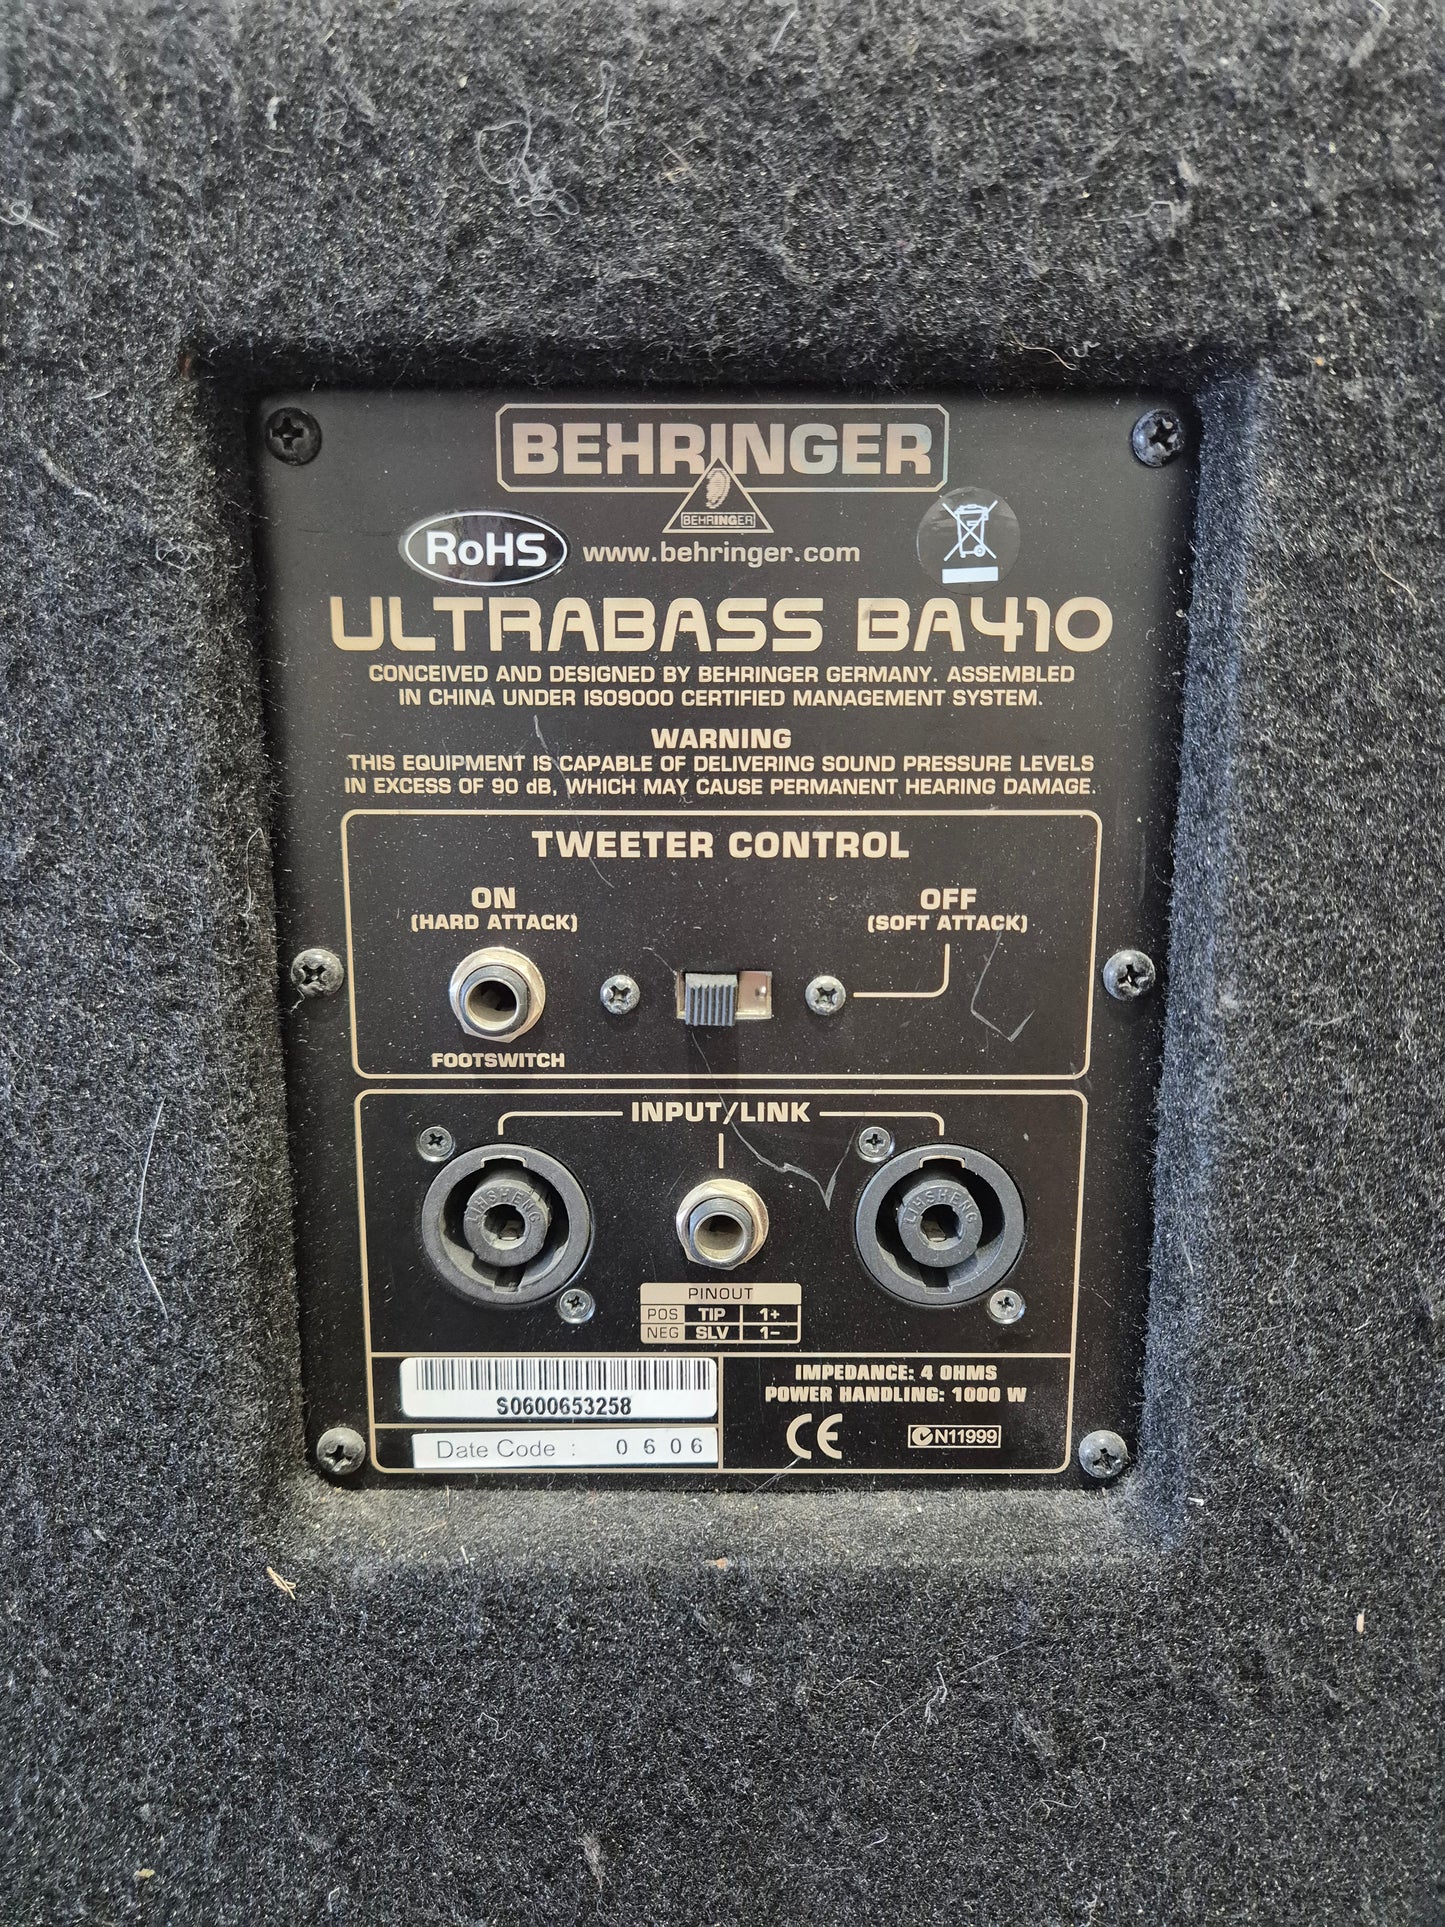 BEHRINGER
BEHRINGER
RoHS www.behringer.com
ULTRABASS BA410
CONCEIVED AND DESIGNED BY BEHRINGER GERMANY. ASSEMBLED
IN CHINA UNDER ISO9000 CERTIFIED MANAGEMENT SYSTEM.
WARNING
THIS EQUIPMENT IS CAPABLE OF DELIVERING SOUND PRESSURE LEVELS
IN EXCESS OF 90 dB, WHICH MAY CAUSE PERMANENT HEARING DAMAGE.
TWEETER CONTROL
ON
(HARD ATTACK)
OFF
(SOFT ATTACK)
FOOTSWITCH
INPUT/LINK
LIHSHENG
LIHSHENG
PINOUT
POS TIP 1+
NEG SLV 1−
S0600653258
Date Code : 0606
IMPEDANCE: 4 OHMS
POWER HANDLING: 1000 W
CE N11999